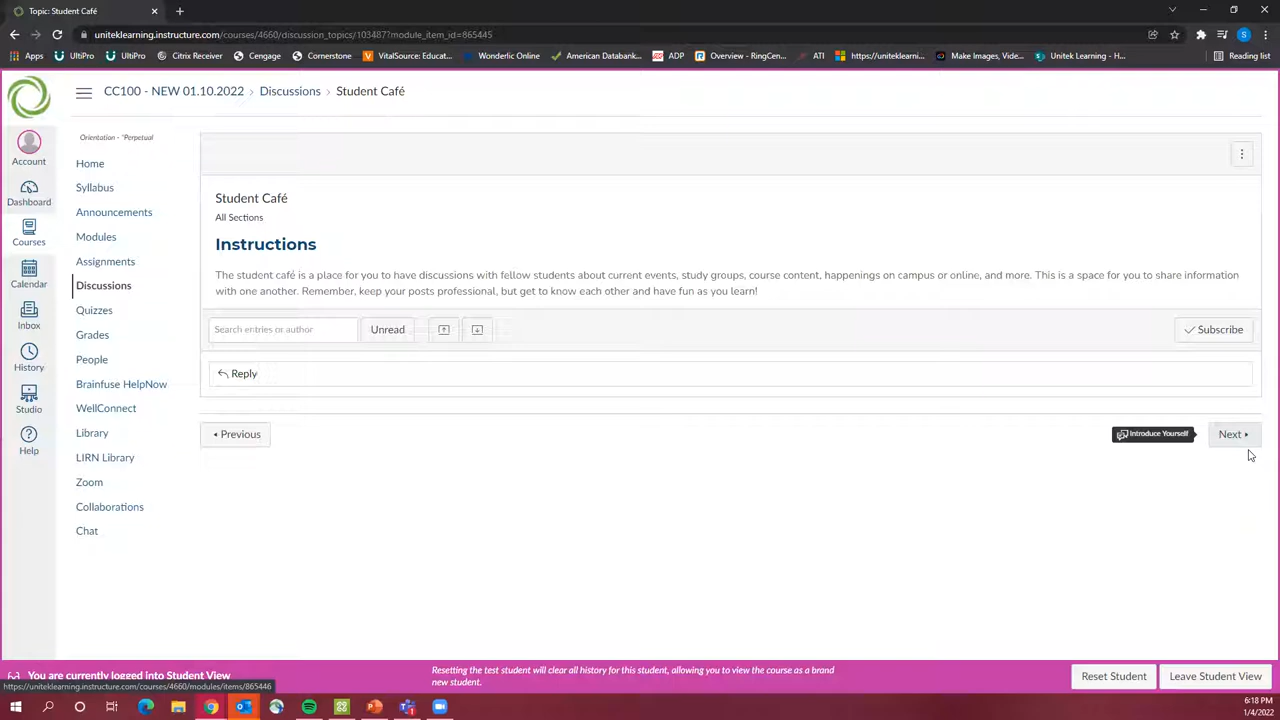 Topic: Student Café
uniteklearning.instructure.com/courses/4660/discussion_topics/103487?module_item_id=865445
Apps UltiPro UltiPro Citrix Receiver Cengage Cornerstone VitalSource: Educat... Wonderlic Online American Databank... ADP Overview - RingCen... ATI https://uniteklearni... Make Images, Video... Unitek Learning - H... Reading list
CC100 - NEW 01.10.2022 › Discussions › Student Café
Orientation - "Perpetual
Account
Dashboard
Courses
Calendar
Inbox
History
Studio
Help
Home
Syllabus
Announcements
Modules
Assignments
Discussions
Quizzes
Grades
People
Brainfuse HelpNow
WellConnect
Library
LIRN Library
Zoom
Collaborations
Chat
Student Café
All Sections
Instructions
The student café is a place for you to have discussions with fellow students about current events, study groups, course content, happenings on campus or online, and more. This is a space for you to share information
with one another. Remember, keep your posts professional, but get to know each other and have fun as you learn!
Search entries or author Unread Subscribe
Reply
Previous Introduce Yourself Next
You are currently logged into Student View
Resetting the test student will clear all history for this student, allowing you to view the course as a brand
new student.
Reset Student Leave Student View
https://uniteklearning.instructure.com/courses/4660/modules/items/865446
6:18 PM
1/4/2022